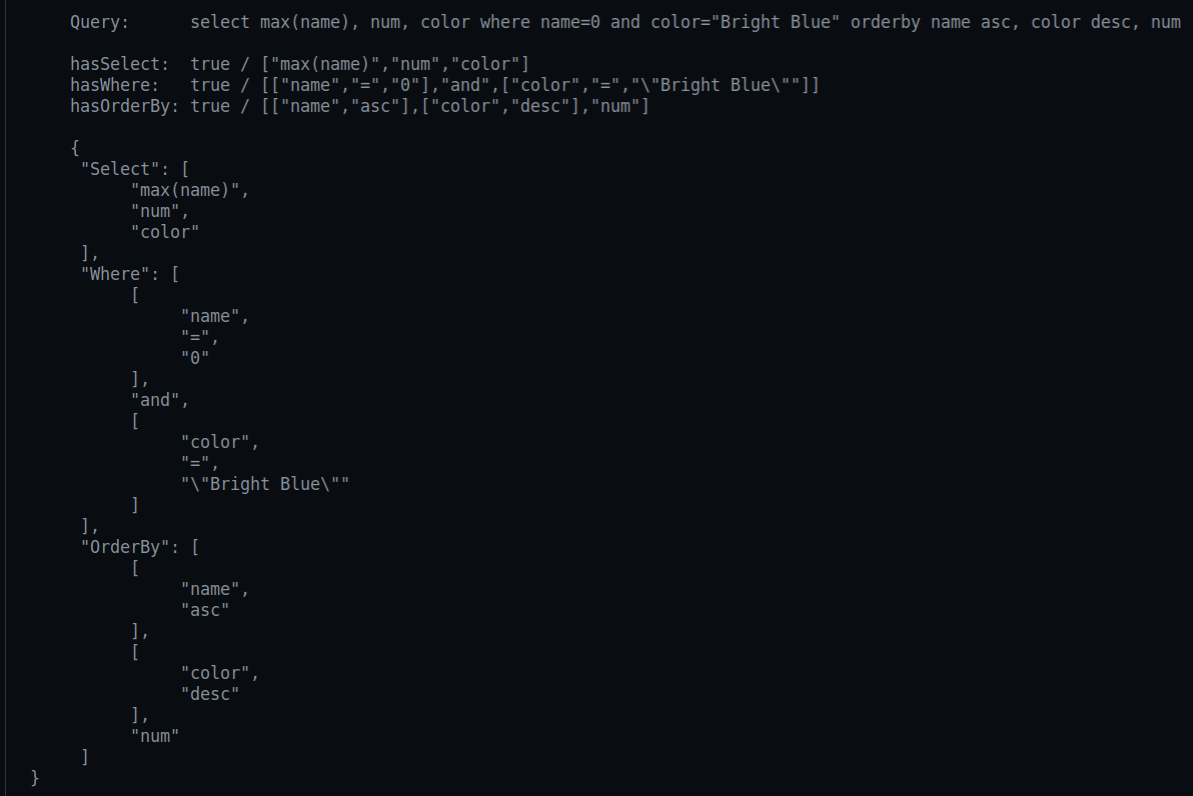 Query:      select max(name), num, color where name=0 and color="Bright Blue" orderby name asc, color desc, num
hasSelect:  true / ["max(name)","num","color"]
hasWhere:   true / [["name","=","0"],"and",["color","=","\"Bright Blue\""]]
hasOrderBy: true / [["name","asc"],["color","desc"],"num"]
{
 "Select": [
      "max(name)",
      "num",
      "color"
 ],
 "Where": [
      [
           "name",
           "=",
           "0"
      ],
      "and",
      [
           "color",
           "=",
           "\"Bright Blue\""
      ]
 ],
 "OrderBy": [
      [
           "name",
           "asc"
      ],
      [
           "color",
           "desc"
      ],
      "num"
 ]
}